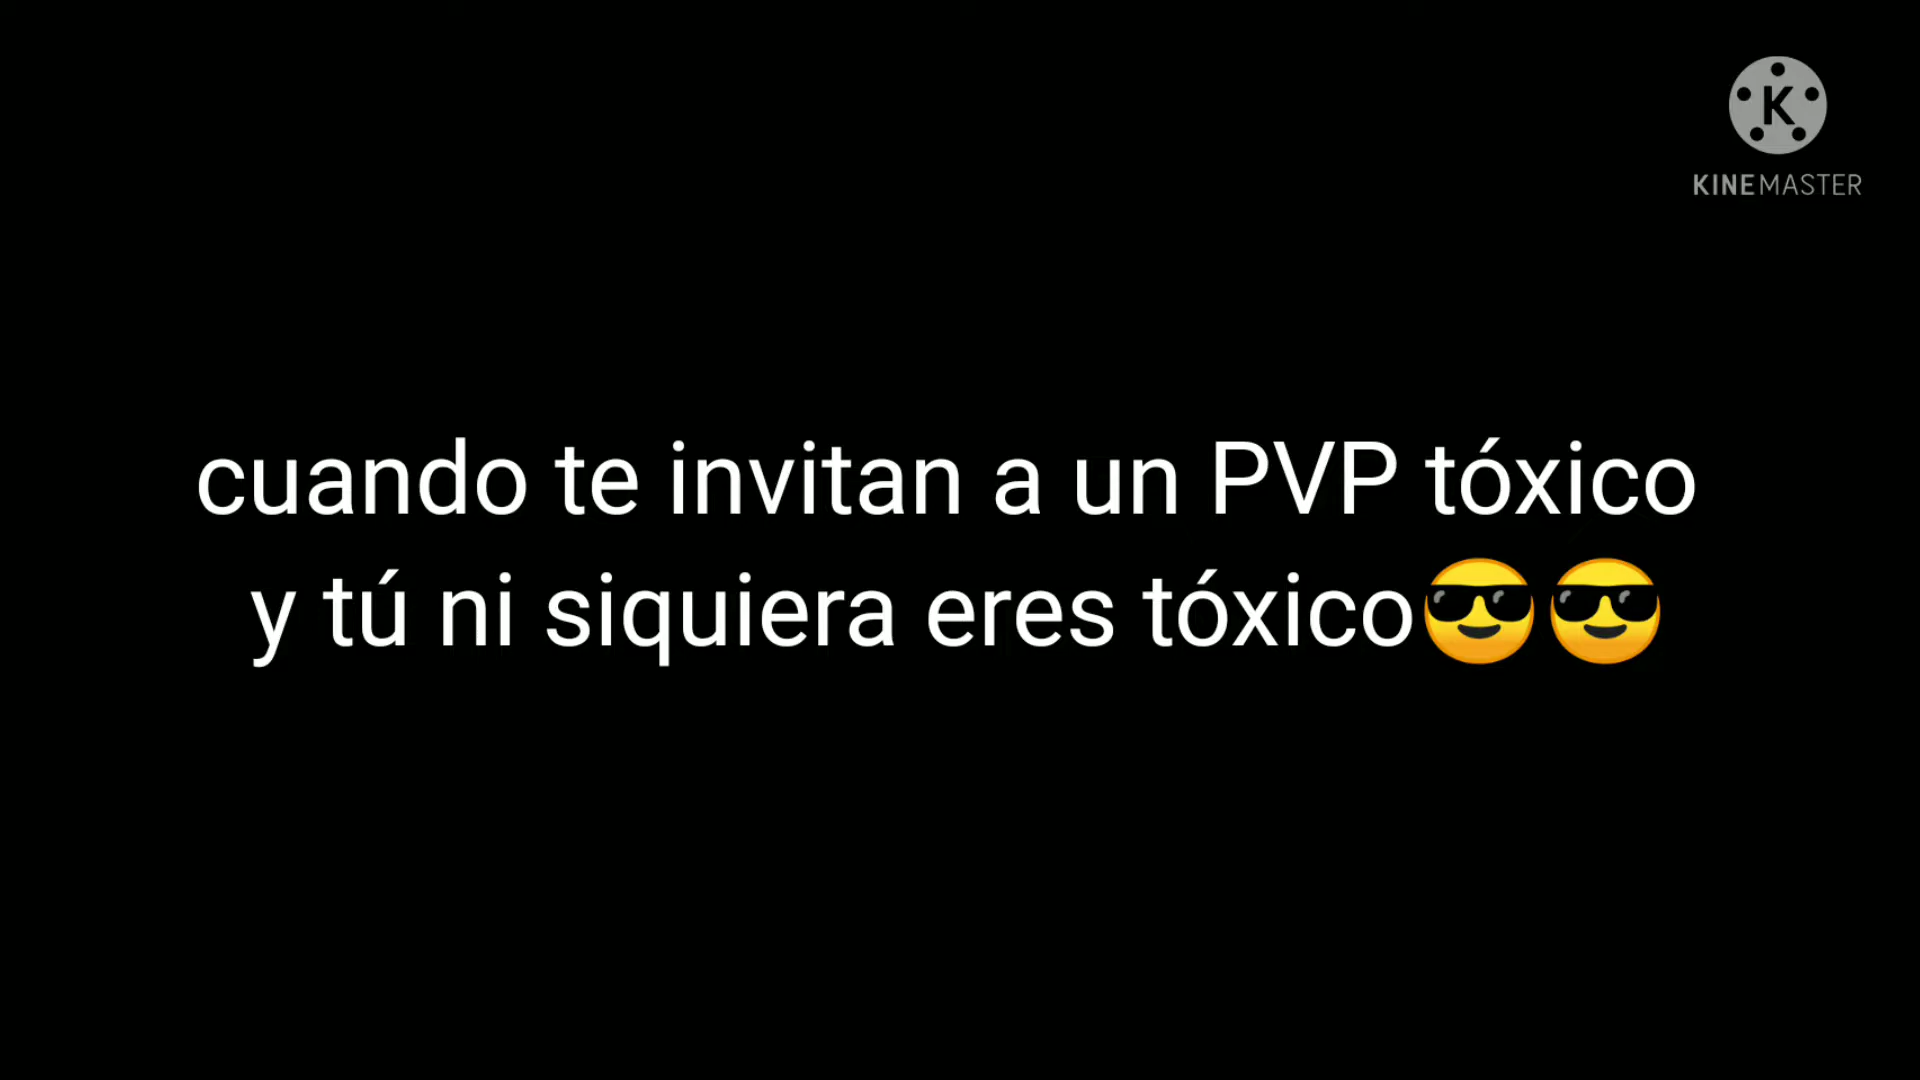 K
KINEMASTER
cuando te invitan a un PVP tóxico
y tú ni siquiera eres tóxico😎😎